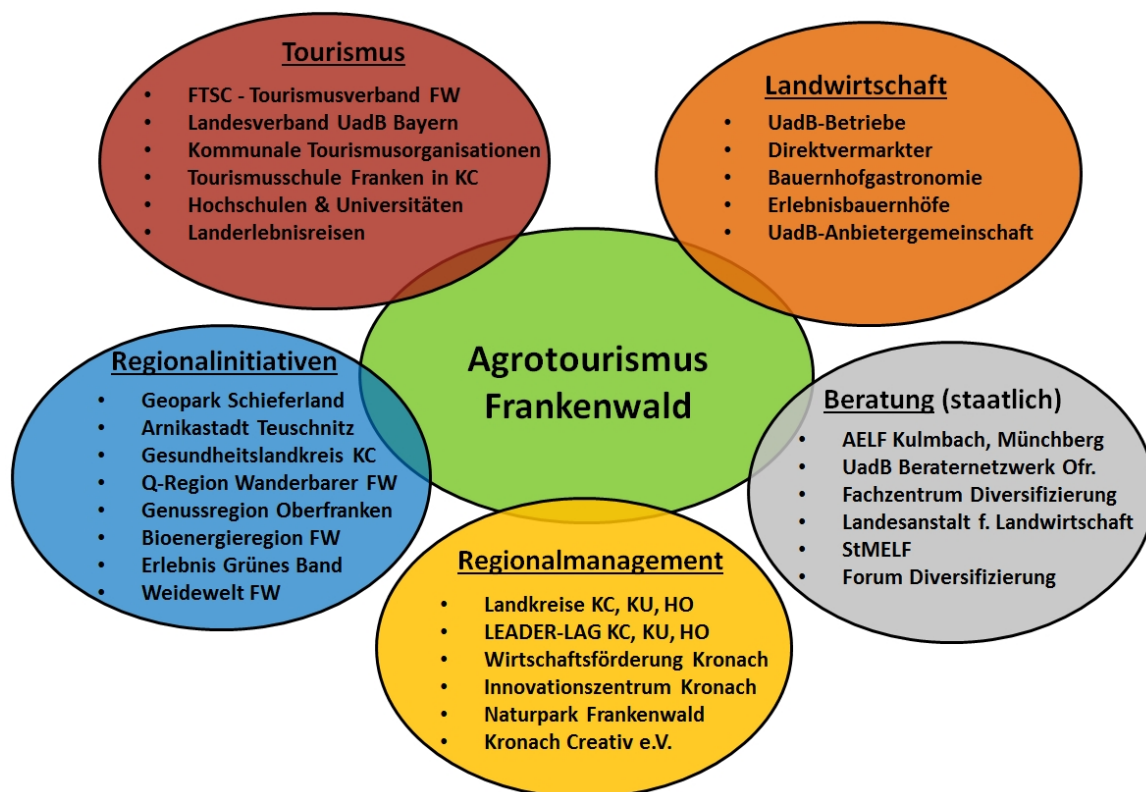 Tourismus
• FTSC - Tourismusverband FW
• Landesverband UadB Bayern
• Kommunale Tourismusorganisationen
• Tourismusschule Franken in KC
• Hochschulen & Universitäten
• Landerlebnisreisen
Landwirtschaft
• UadB-Betriebe
• Direktvermarkter
• Bauernhofgastronomie
• Erlebnisbauernhöfe
• UadB-Anbietergemeinschaft
Agrotourismus
Frankenwald
Regionalinitiativen
• Geopark Schieferland
• Arnikastadt Teuschnitz
• Gesundheitslandkreis KC
• Q-Region Wanderbarer FW
• Genussregion Oberfranken
• Bioenergieregion FW
• Erlebnis Grünes Band
• Weidewelt FW
Beratung (staatlich)
• AELF Kulmbach, Münchberg
• UadB Beraternetzwerk Ofr.
• Fachzentrum Diversifizierung
• Landesanstalt f. Landwirtschaft
• StMELF
• Forum Diversifizierung
Regionalmanagement
• Landkreise KC, KU, HO
• LEADER-LAG KC, KU, HO
• Wirtschaftsförderung Kronach
• Innovationszentrum Kronach
• Naturpark Frankenwald
• Kronach Creativ e.V.